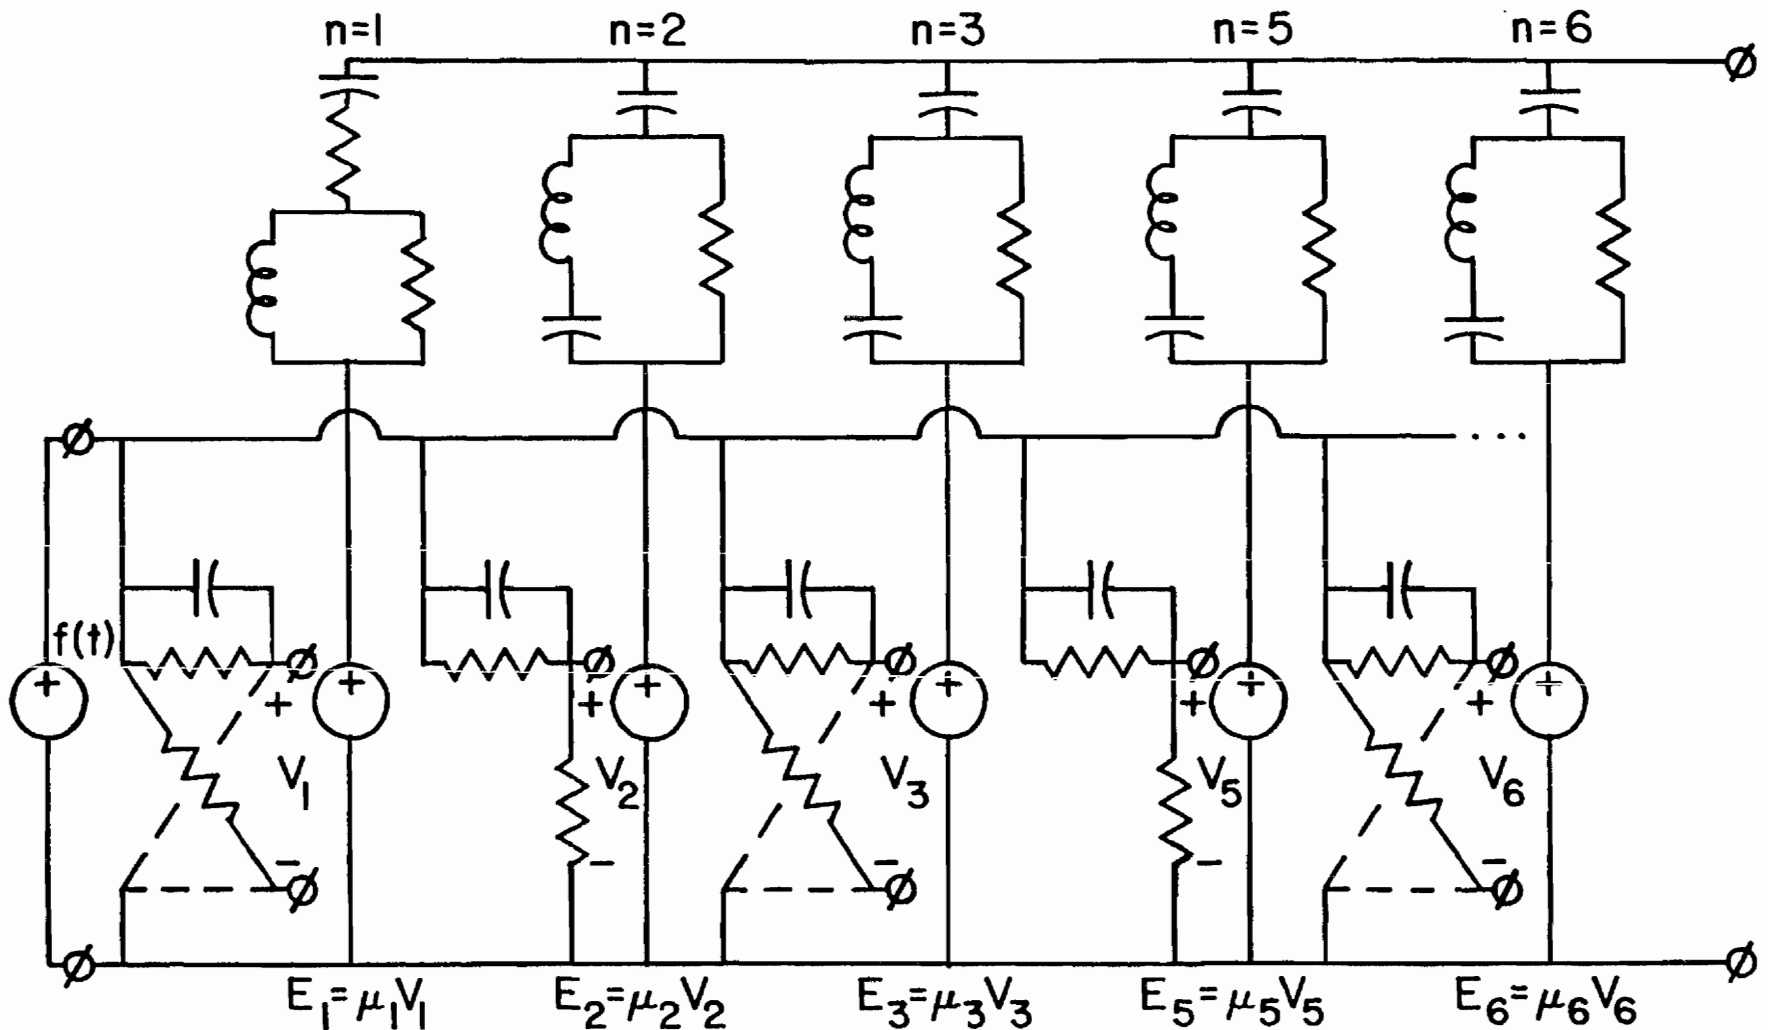 n=1 n=2 n=3 n=5 n=6
...
f(t)
+ + + + + +
+ + + + +
V₁ V₂ V₃ V₅ V₆
- - - - -
E₁=μ₁V₁ E₂=μ₂V₂ E₃=μ₃V₃ E₅=μ₅V₅ E₆=μ₆V₆